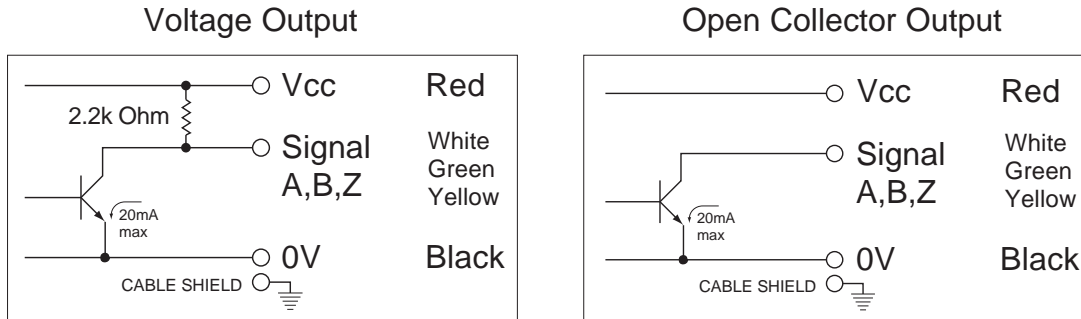 Voltage Output
Vcc Red
2.2k Ohm
Signal White
A,B,Z Green
Yellow
20mA
max
0V Black
CABLE SHIELD
Open Collector Output
Vcc Red
Signal White
A,B,Z Green
Yellow
20mA
max
0V Black
CABLE SHIELD